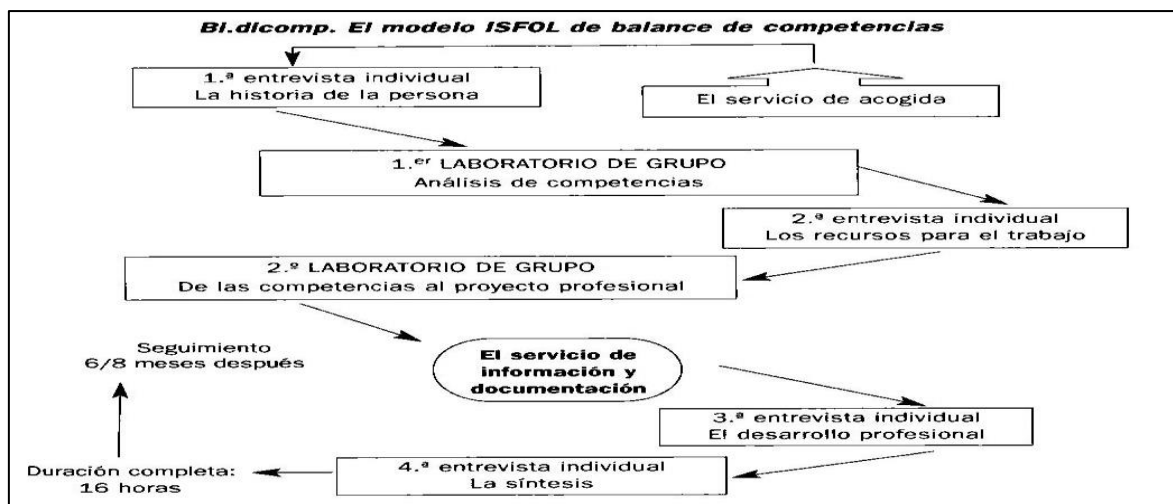 Bi.dicomp. El modelo ISFOL de balance de competencias
1.ª entrevista individual
La historia de la persona
El servicio de acogida
1.er LABORATORIO DE GRUPO
Análisis de competencias
2.ª entrevista individual
Los recursos para el trabajo
2.º LABORATORIO DE GRUPO
De las competencias al proyecto profesional
Seguimiento
6/8 meses después
El servicio de
información y
documentación
3.ª entrevista individual
El desarrollo profesional
4.ª entrevista individual
La síntesis
Duración completa:
16 horas